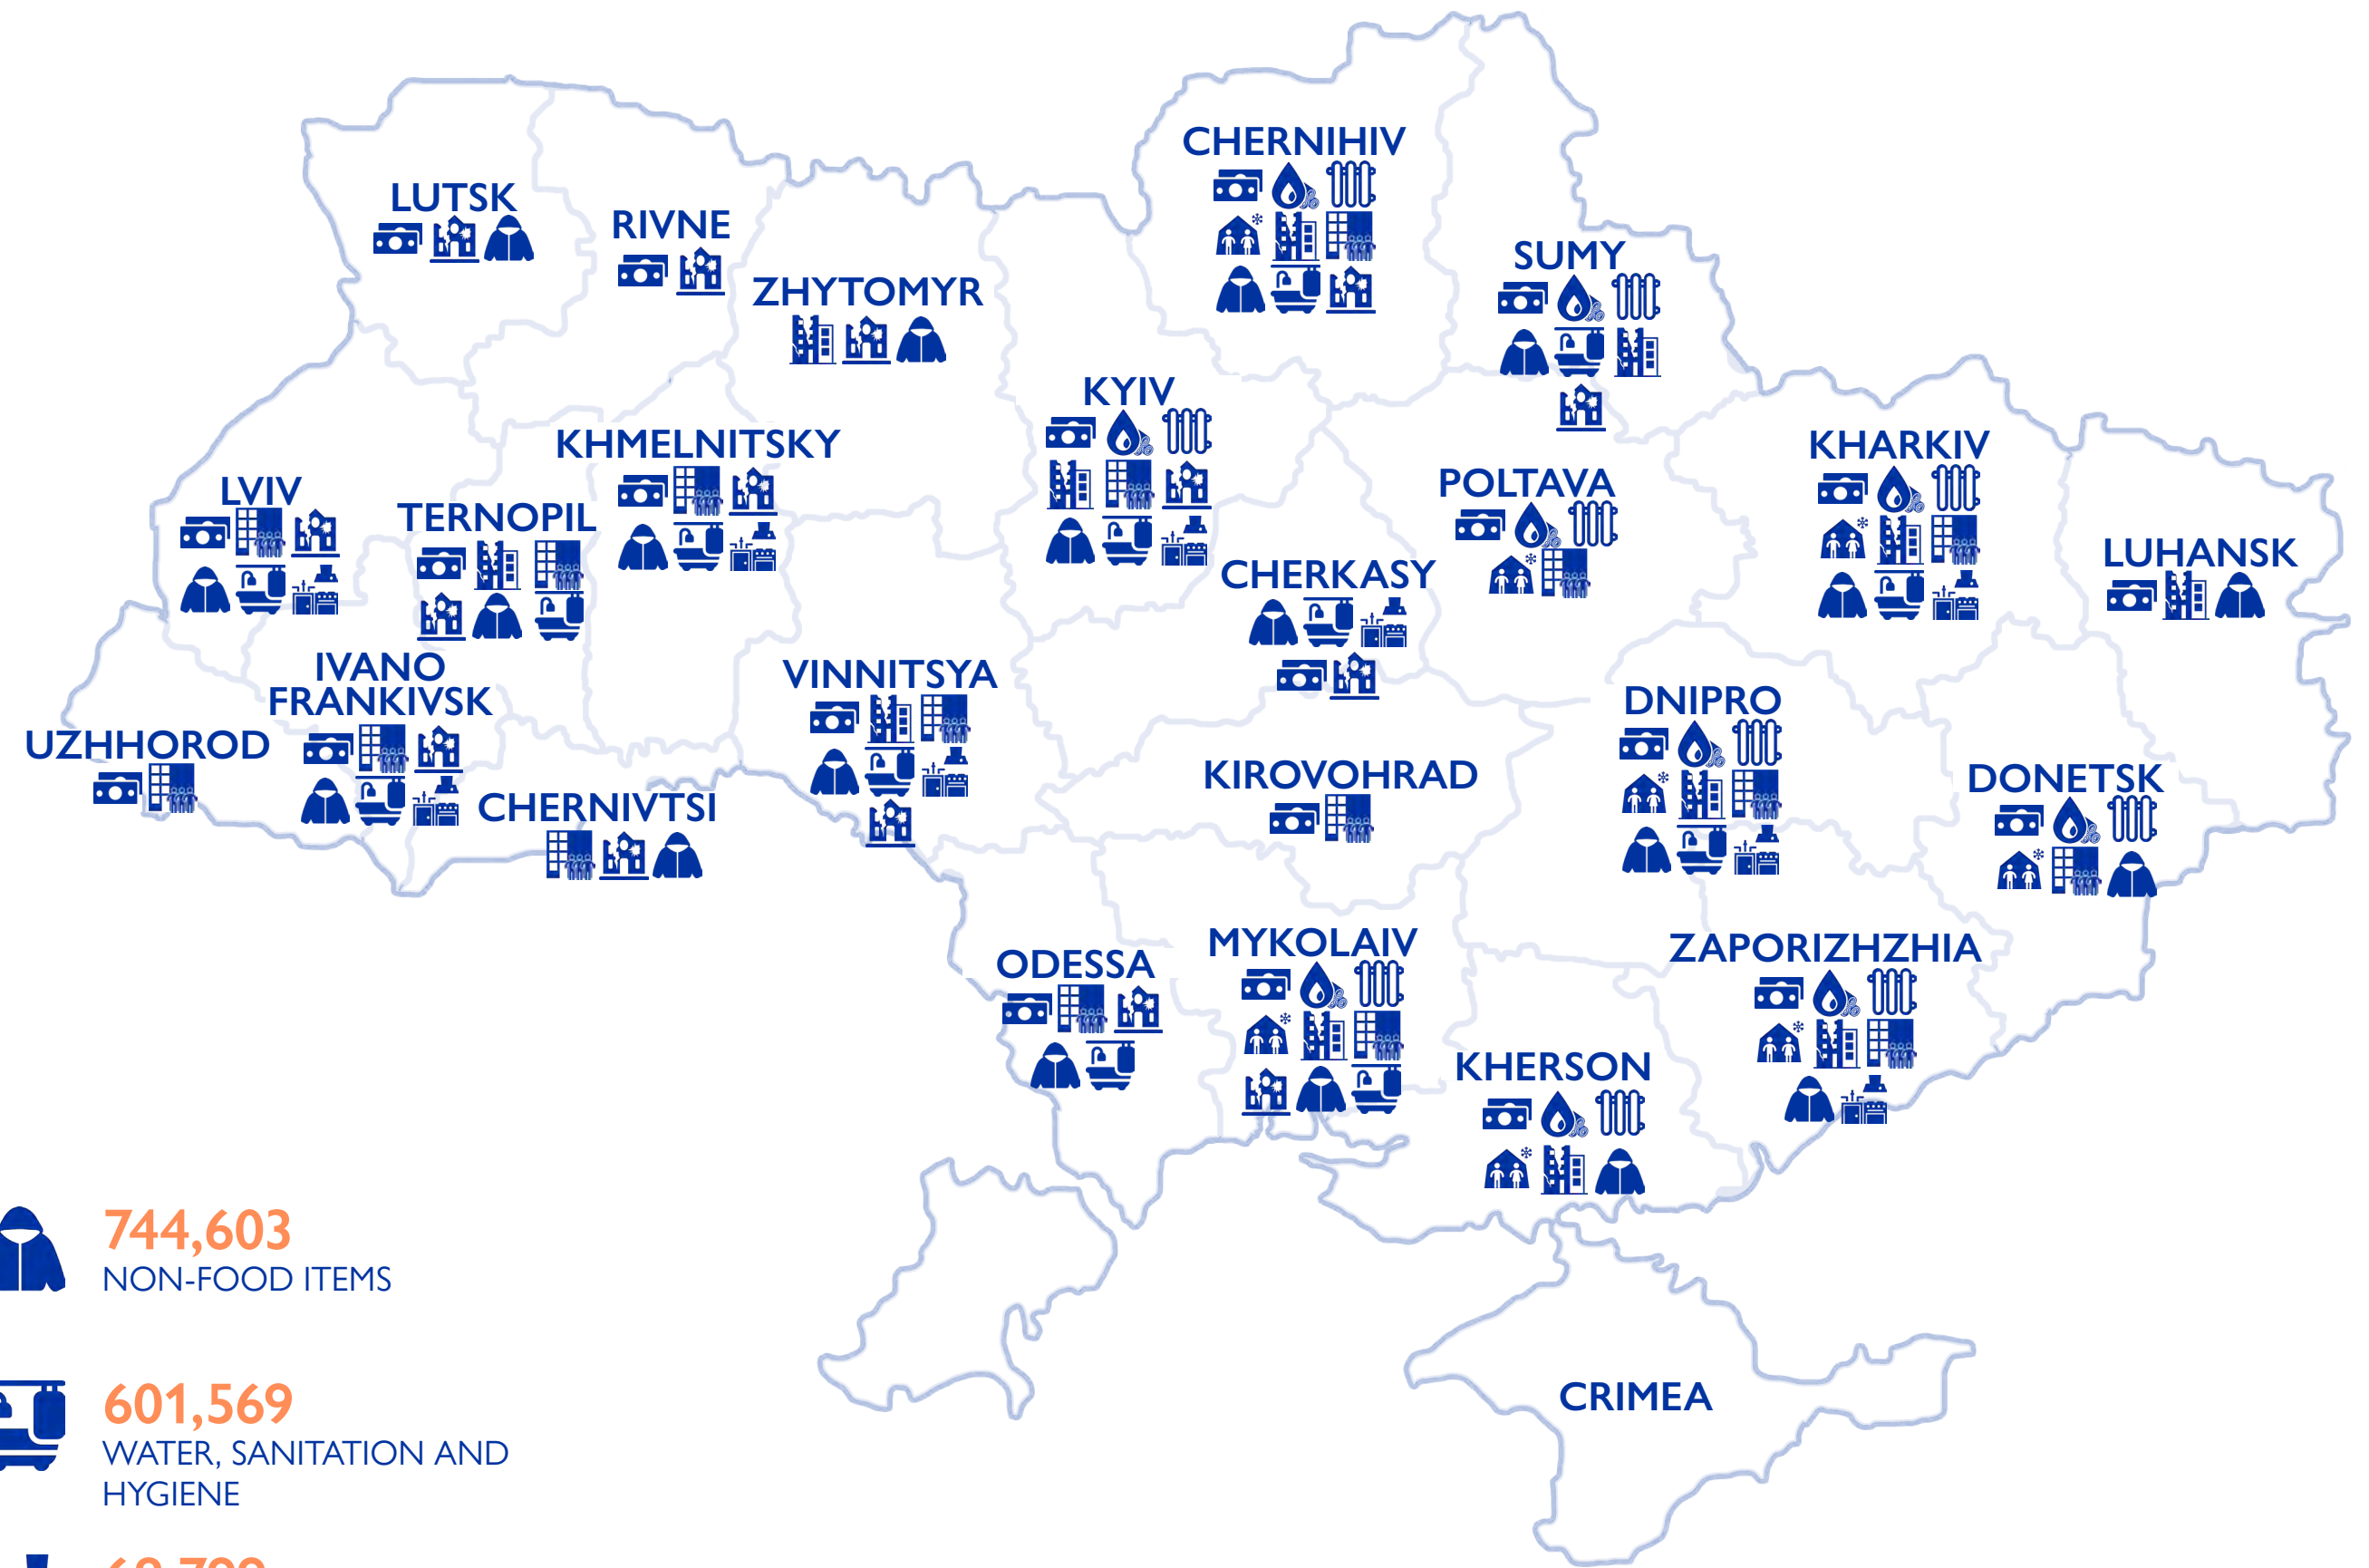 CHERNIHIV
LUTSK
RIVNE
SUMY
ZHYTOMYR
KYIV
KHMELNITSKY
KHARKIV
LVIV
TERNOPIL
POLTAVA
LUHANSK
CHERKASY
IVANO
FRANKIVSK
VINNITSYA
DNIPRO
UZHHOROD
KIROVOHRAD
DONETSK
CHERNIVTSI
MYKOLAIV
ZAPORIZHZHIA
ODESSA
KHERSON
CRIMEA
744,603
NON-FOOD ITEMS
601,569
WATER, SANITATION AND
HYGIENE